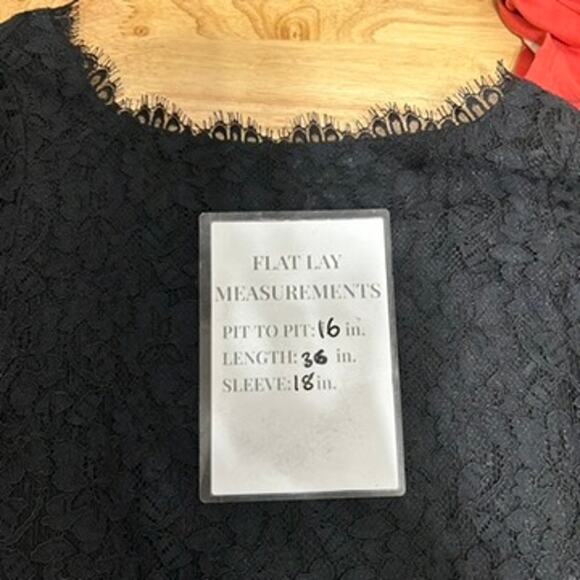 FLAT LAY
MEASUREMENTS
PIT TO PIT: 16 in.
LENGTH: 36 in.
SLEEVE: 18 in.